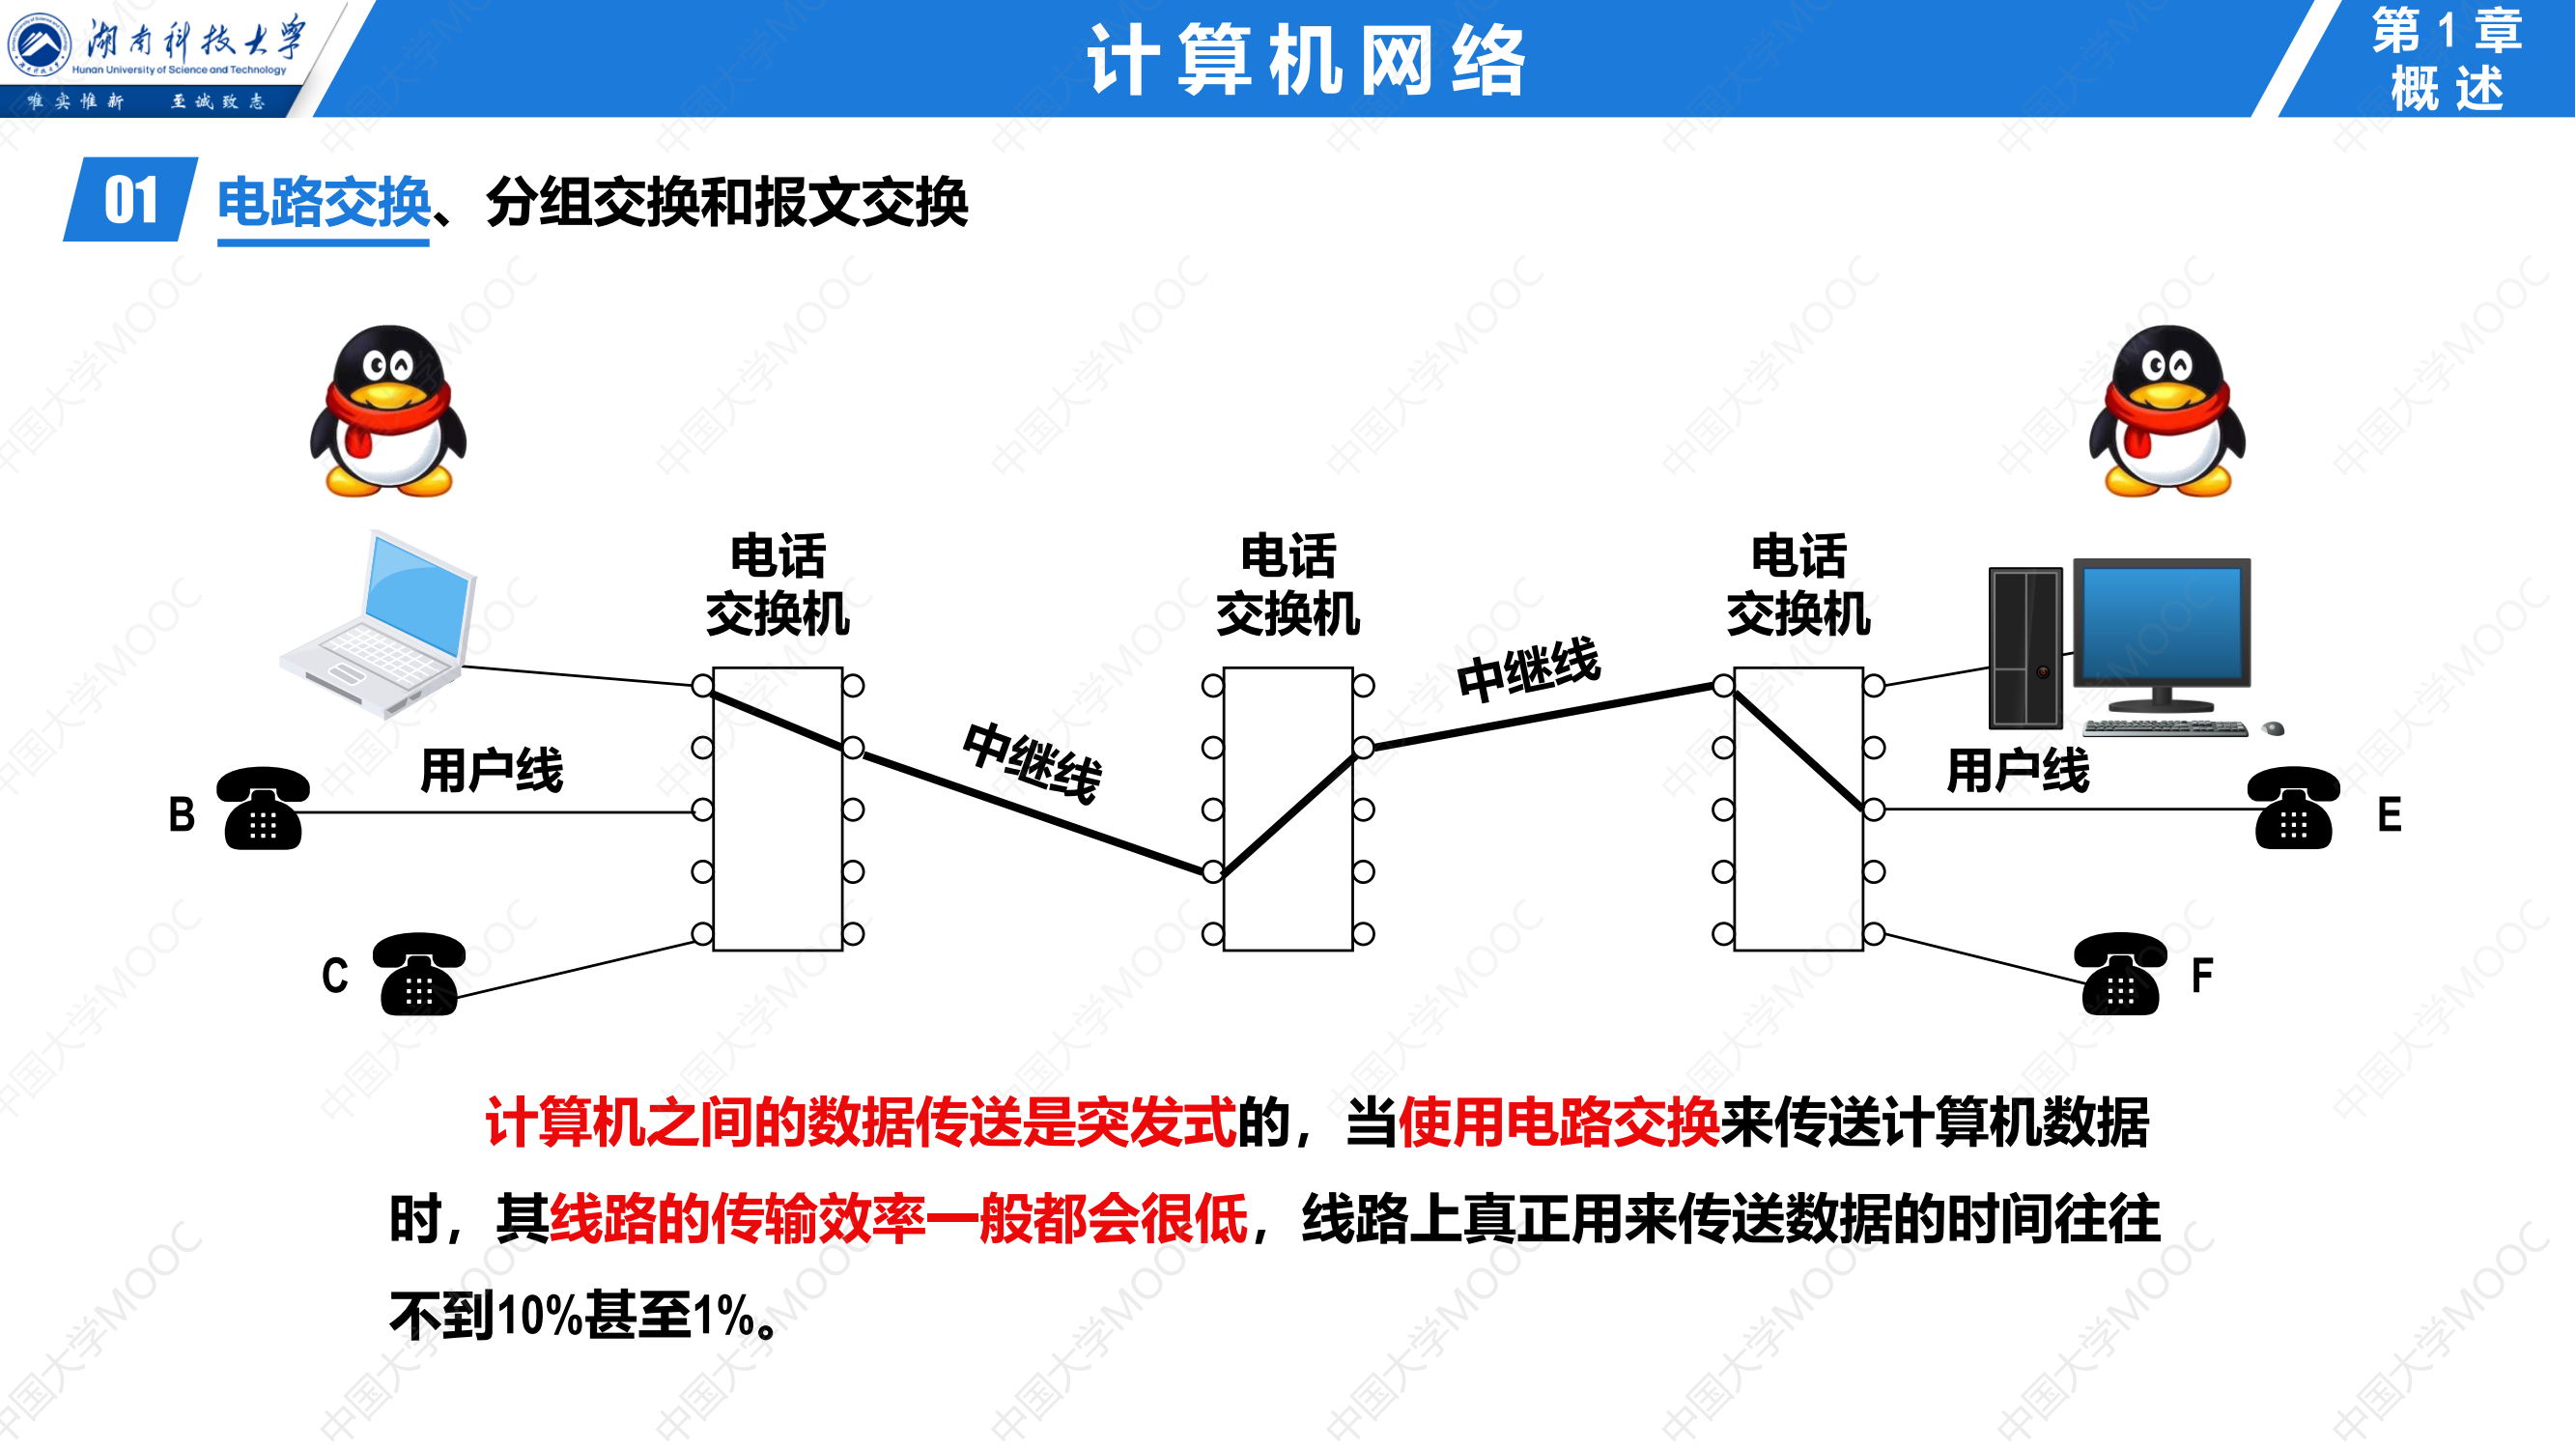 湖南科技大学
Hunan University of Science and Technology
唯实惟新 至诚致志
计算机网络
第1章
概述
01 电路交换、分组交换和报文交换
电话
交换机
电话
交换机
电话
交换机
中继线
中继线
用户线
用户线
B
E
C
F
计算机之间的数据传送是突发式的，当使用电路交换来传送计算机数据
时，其线路的传输效率一般都会很低，线路上真正用来传送数据的时间往往
不到10%甚至1%。
中国大学MOOC